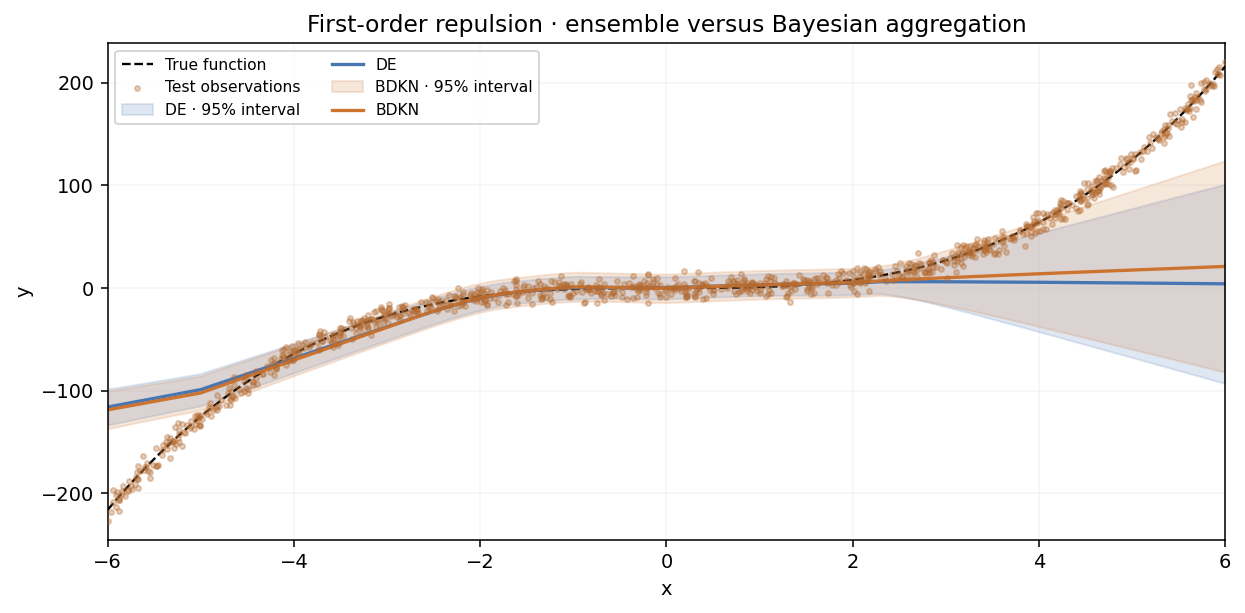 First-order repulsion · ensemble versus Bayesian aggregation
True function
Test observations
DE · 95% interval
DE
BDKN · 95% interval
BDKN
y
200
100
0
−100
−200
−6
−4
−2
0
2
4
6
x